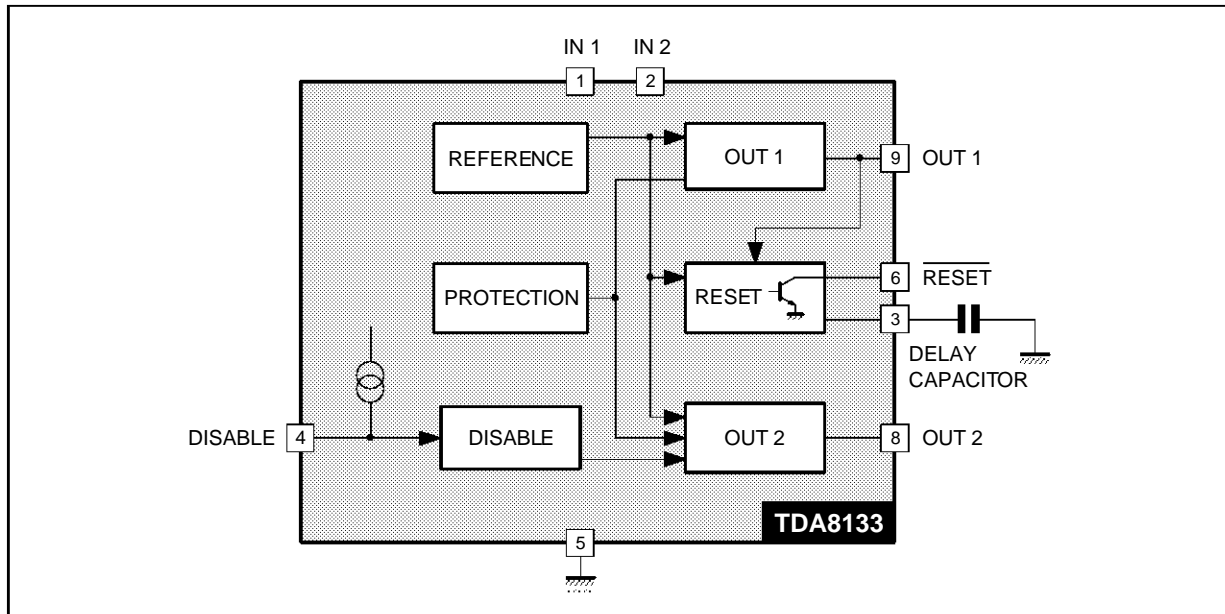 IN 1 IN 2
1 2
REFERENCE
OUT 1
9 OUT 1
PROTECTION
RESET
6 RESET
3
DELAY
CAPACITOR
DISABLE 4
DISABLE
OUT 2
8 OUT 2
TDA8133
5